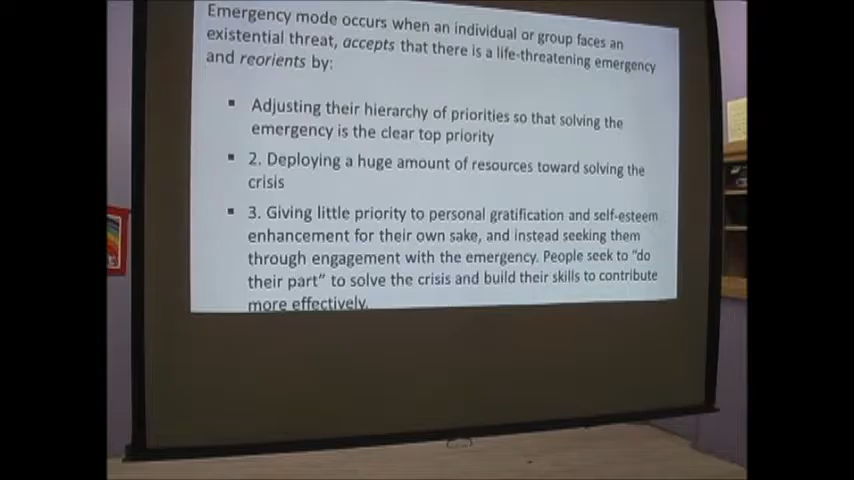 Emergency mode occurs when an individual or group faces an
existential threat, accepts that there is a life-threatening emergency
and reorients by:
▪ Adjusting their hierarchy of priorities so that solving the
emergency is the clear top priority
▪ 2. Deploying a huge amount of resources toward solving the
crisis
▪ 3. Giving little priority to personal gratification and self-esteem
enhancement for their own sake, and instead seeking them
through engagement with the emergency. People seek to “do
their part” to solve the crisis and build their skills to contribute
more effectively.